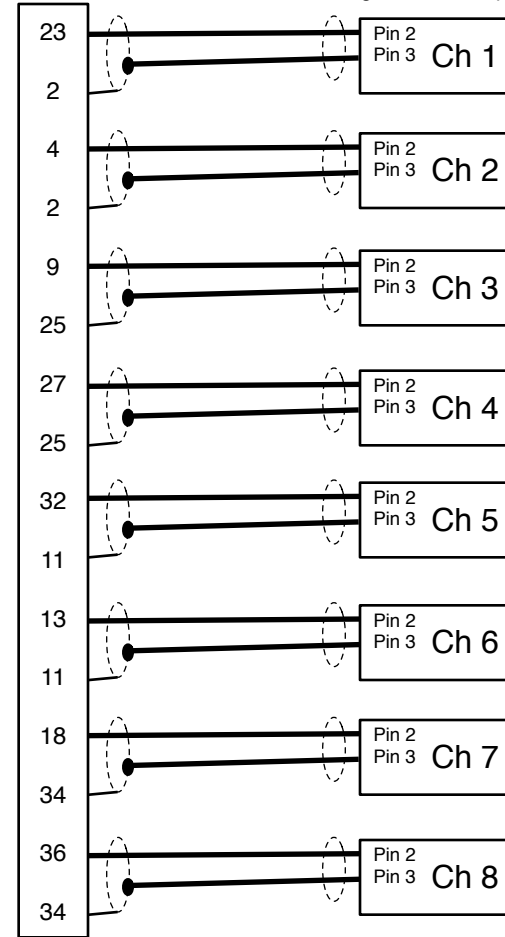 23 Pin 2
Pin 3 Ch 1
2
4 Pin 2
Pin 3 Ch 2
2
9 Pin 2
Pin 3 Ch 3
25
27 Pin 2
Pin 3 Ch 4
25
32 Pin 2
Pin 3 Ch 5
11
13 Pin 2
Pin 3 Ch 6
11
18 Pin 2
Pin 3 Ch 7
34
36 Pin 2
Pin 3 Ch 8
34